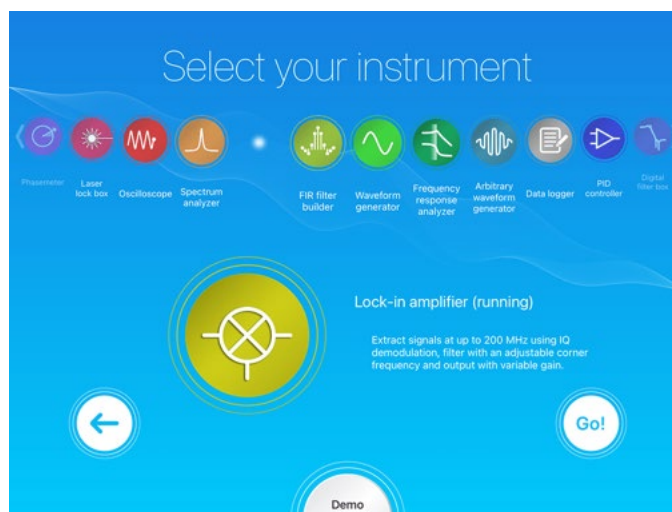 Select your instrument
Phasemeter
Laser
lock box
Oscilloscope
Spectrum
analyzer
FIR filter
builder
Waveform
generator
Frequency
response
analyzer
Arbitrary
waveform
generator
Data logger
PID
controller
Digital
filter box
Lock-in amplifier (running)
Extract signals at up to 200 MHz using IQ
demodulation, filter with an adjustable corner
frequency and output with variable gain.
Go!
Demo